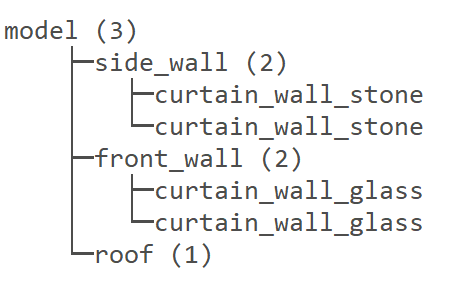 model (3)
side_wall (2)
curtain_wall_stone
curtain_wall_stone
front_wall (2)
curtain_wall_glass
curtain_wall_glass
roof (1)